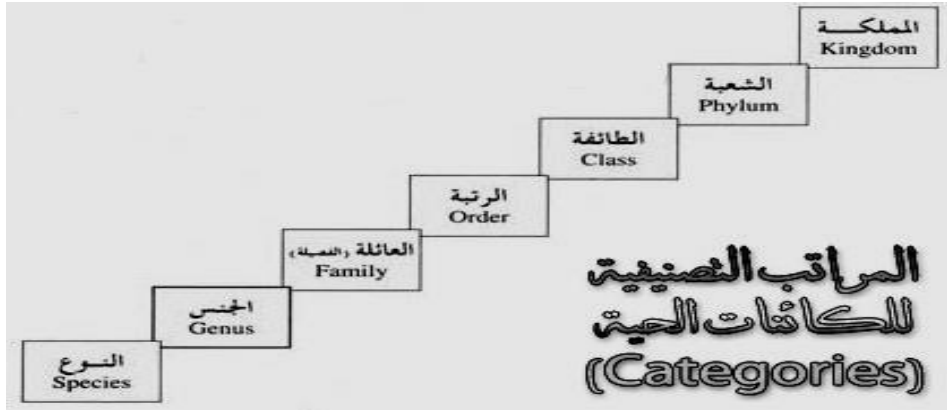 المملكـــة
Kingdom
الشعبة
Phylum
الطائفة
Class
الرتبة
Order
العائلة (الفصيلة)
Family
الجنس
Genus
النــوع
Species
المراتب التصنيفية
للكائنات الحية
(Categories)